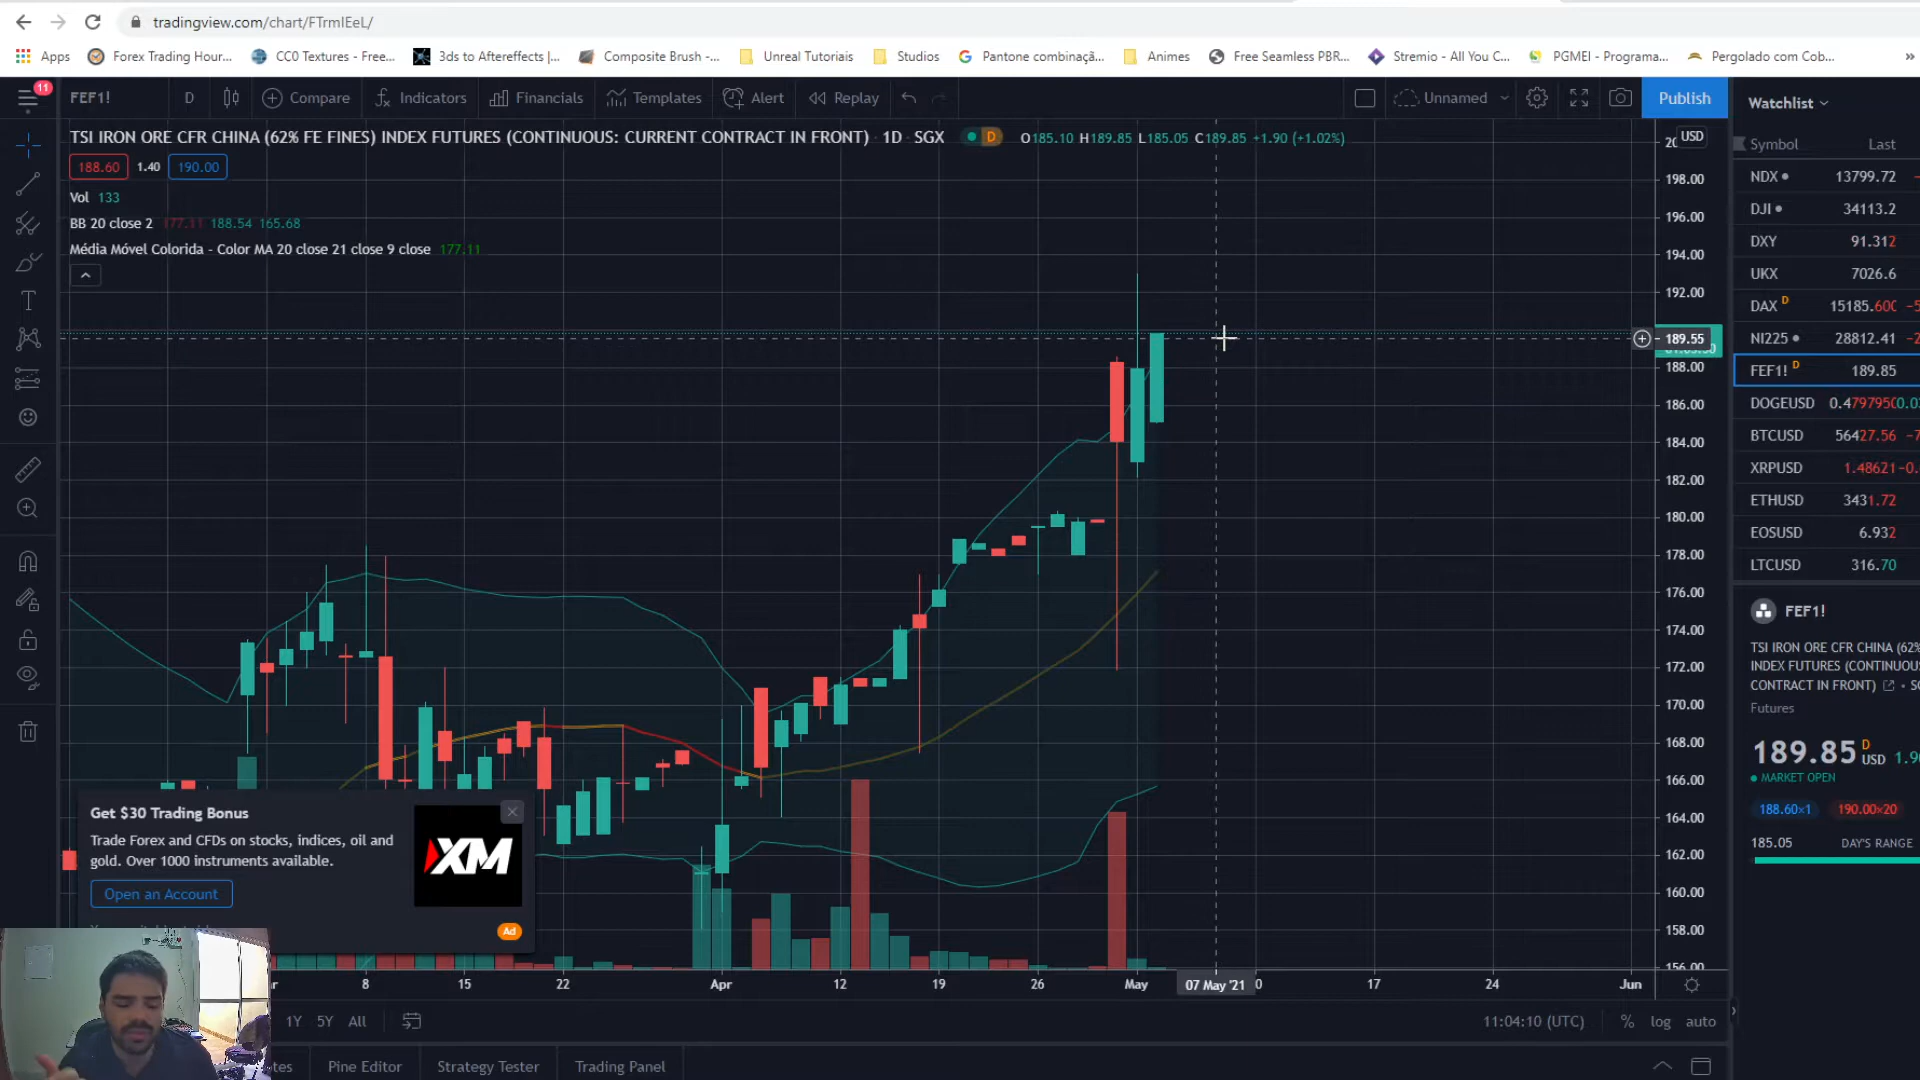 tradingview.com/chart/FTrmlEeL/
Apps Forex Trading Hour... CC0 Textures - Free... 3ds to Aftereffects |... Composite Brush -... Unreal Tutoriais Studios Pantone combinaçã... Animes Free Seamless PBR... Stremio - All You C... PGMEI - Programa... Pergolado com Cob... »
11
FEF1! D Compare Indicators Financials Templates Alert Replay Unnamed Publish
Watchlist
TSI IRON ORE CFR CHINA (62% FE FINES) INDEX FUTURES (CONTINUOUS: CURRENT CONTRACT IN FRONT) · 1D · SGX D O185.10 H189.85 L185.05 C189.85 +1.90 (+1.02%)
USD
188.60 1.40 190.00
Vol 133
BB 20 close 2 177.11 188.54 165.68
Média Móvel Colorida - Color MA 20 close 21 close 9 close 177.11
198.00
196.00
194.00
192.00
189.55
188.00
186.00
184.00
182.00
180.00
178.00
176.00
174.00
172.00
170.00
168.00
166.00
164.00
162.00
160.00
158.00
156.00
Symbol Last
NDX 13799.72
DJI 34113.2
DXY 91.312
UKX 7026.6
DAX D 15185.600
NI225 28812.41
FEF1! D 189.85
DOGEUSD 0.4797950
BTCUSD 56427.56
XRPUSD 1.48621
ETHUSD 3431.72
EOSUSD 6.932
LTCUSD 316.70
FEF1!
TSI IRON ORE CFR CHINA (62%
INDEX FUTURES (CONTINUOUS
CONTRACT IN FRONT)
Futures
189.85 D USD
MARKET OPEN
188.60×1 190.00×20
185.05 DAY'S RANGE
Get $30 Trading Bonus
Trade Forex and CFDs on stocks, indices, oil and
gold. Over 1000 instruments available.
Open an Account
XM
Ad
8 15 22 Apr 12 19 26 May 07 May '21 17 24 Jun
1Y 5Y All
11:04:10 (UTC) % log auto
Pine Editor Strategy Tester Trading Panel